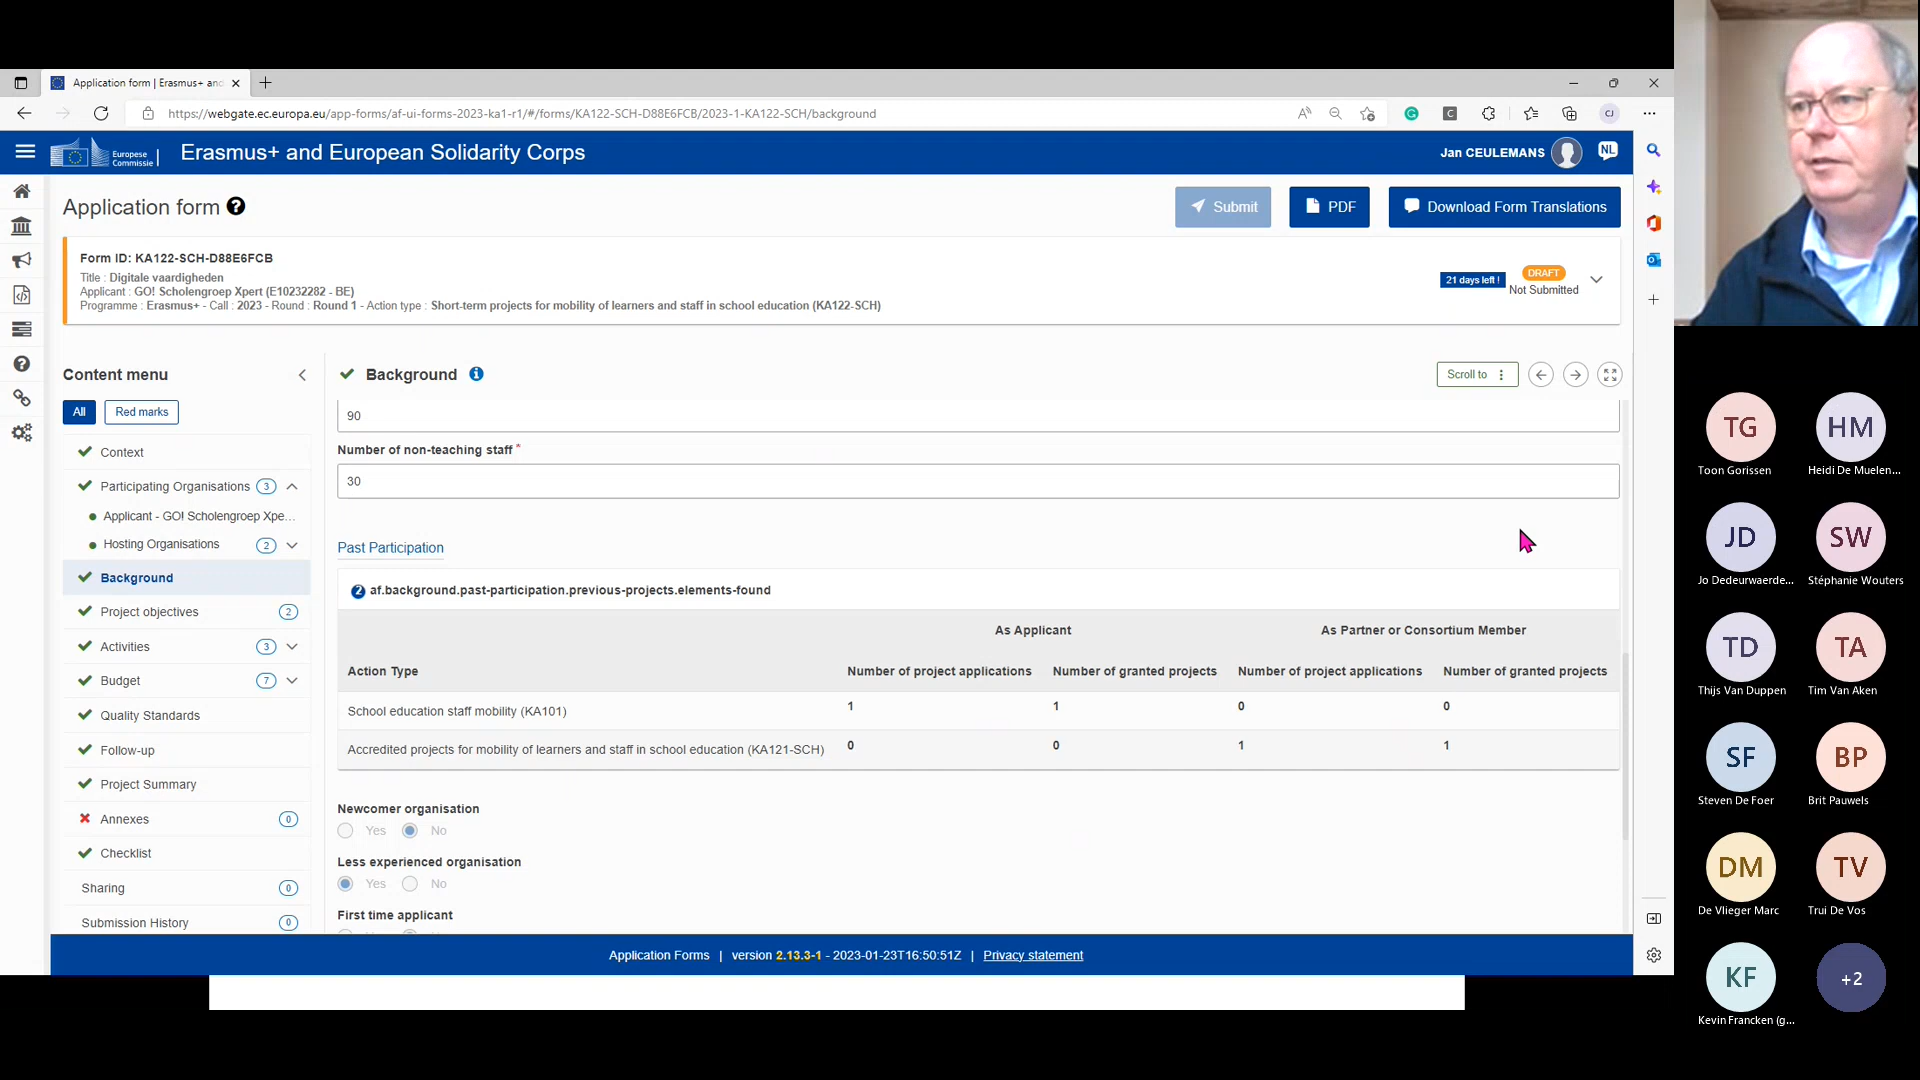 Application form | Erasmus+ and
https://webgate.ec.europa.eu/app-forms/af-ui-forms-2023-ka1-r1/#/forms/KA122-SCH-D88E6FCB/2023-1-KA122-SCH/background
CJ
Europese Commissie
Erasmus+ and European Solidarity Corps
Jan CEULEMANS
NL
Application form
Submit
PDF
Download Form Translations
Form ID: KA122-SCH-D88E6FCB
Title : Digitale vaardigheden
Applicant : GO! Scholengroep Xpert (E10232282 - BE)
Programme : Erasmus+ - Call : 2023 - Round : Round 1 - Action type : Short-term projects for mobility of learners and staff in school education (KA122-SCH)
21 days left !
DRAFT
Not Submitted
Content menu
All
Red marks
Context
Participating Organisations 3
Applicant - GO! Scholengroep Xpe...
Hosting Organisations 2
Background
Project objectives 2
Activities 3
Budget 7
Quality Standards
Follow-up
Project Summary
Annexes 0
Checklist
Sharing 0
Submission History 0
Background
Scroll to
90
Number of non-teaching staff *
30
Past Participation
2 af.background.past-participation.previous-projects.elements-found
As Applicant As Partner or Consortium Member
Action Type Number of project applications Number of granted projects Number of project applications Number of granted projects
School education staff mobility (KA101) 1 1 0 0
Accredited projects for mobility of learners and staff in school education (KA121-SCH) 0 0 1 1
Newcomer organisation
Yes No
Less experienced organisation
Yes No
First time applicant
Application Forms | version 2.13.3-1 - 2023-01-23T16:50:51Z | Privacy statement
TG HM
Toon Gorissen Heidi De Muelen...
JD SW
Jo Dedeurwaerde... Stéphanie Wouters
TD TA
Thijs Van Duppen Tim Van Aken
SF BP
Steven De Foer Brit Pauwels
DM TV
De Vlieger Marc Trui De Vos
KF +2
Kevin Francken (g...